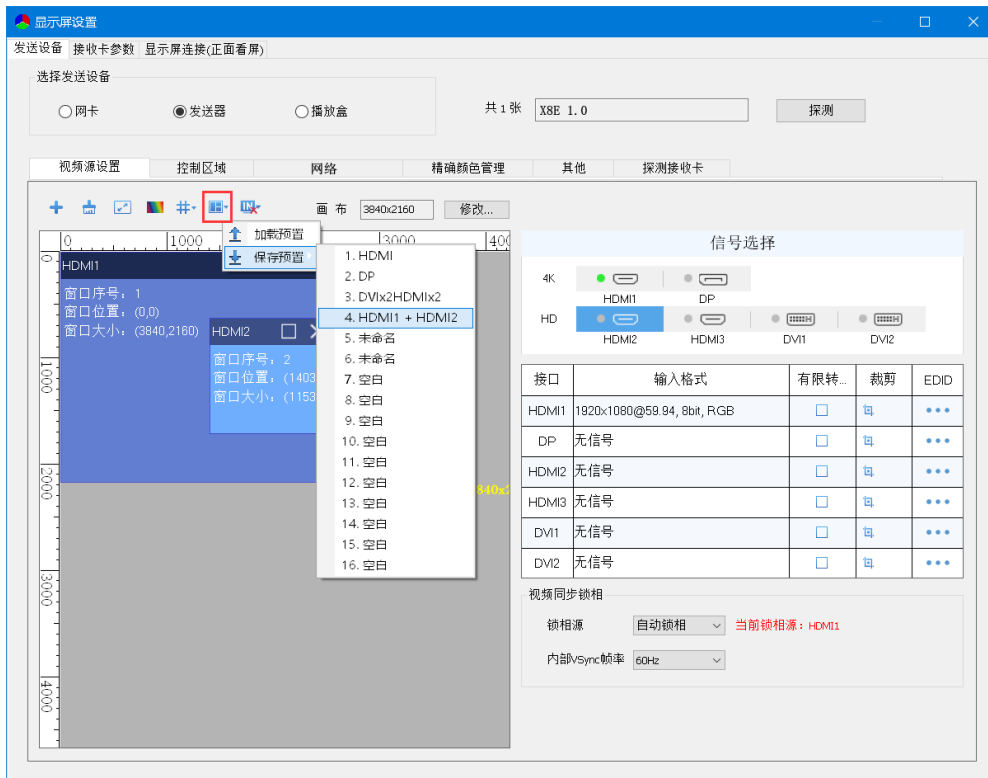 显示屏设置
发送设备 接收卡参数 显示屏连接(正面看屏)
选择发送设备
网卡 发送器 播放盒
共 1 张 X8E 1.0 探测
视频源设置 控制区域 网络 精确颜色管理 其他 探测接收卡
画 布 3840x2160 修改...
加载预置
保存预置
0 1000 3000 400
1. HDMI
2. DP
3. DVIx2HDMIx2
4. HDMI1 + HDMI2
5. 未命名
6. 未命名
7. 空白
8. 空白
9. 空白
10. 空白
11. 空白
12. 空白
13. 空白
14. 空白
15. 空白
16. 空白
0
1000
2000
3000
4000
HDMI1
窗口序号：1
窗口位置：(0,0)
窗口大小：(3840,2160)
HDMI2
窗口序号：2
窗口位置：(1403
窗口大小：(1153
840x2
信号选择
4K HDMI1 DP
HD HDMI2 HDMI3 DVI1 DVI2
接口 输入格式 有限转... 裁剪 EDID
HDMI1 1920x1080@59.94, 8bit, RGB
DP 无信号
HDMI2 无信号
HDMI3 无信号
DVI1 无信号
DVI2 无信号
视频同步锁相
锁相源 自动锁相 当前锁相源：HDMI1
内部VSync帧率 60Hz